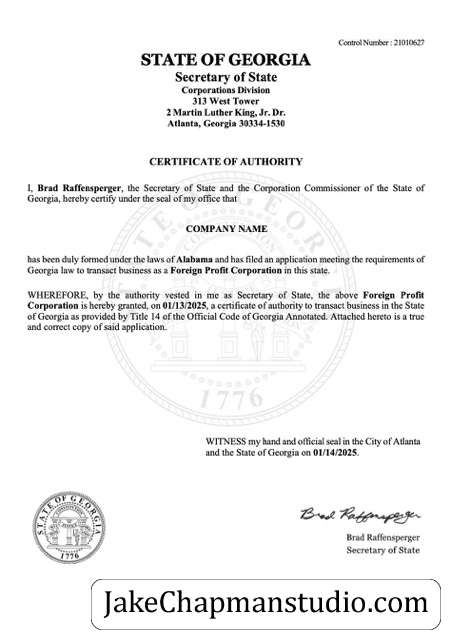 Control Number : 21010627
STATE OF GEORGIA
Secretary of State
Corporations Division
313 West Tower
2 Martin Luther King, Jr. Dr.
Atlanta, Georgia 30334-1530
CERTIFICATE OF AUTHORITY
I, Brad Raffensperger, the Secretary of State and the Corporation Commissioner of the State of
Georgia, hereby certify under the seal of my office that
COMPANY NAME
has been duly formed under the laws of Alabama and has filed an application meeting the requirements of
Georgia law to transact business as a Foreign Profit Corporation in this state.
WHEREFORE, by the authority vested in me as Secretary of State, the above Foreign Profit
Corporation is hereby granted, on 01/13/2025, a certificate of authority to transact business in the State
of Georgia as provided by Title 14 of the Official Code of Georgia Annotated. Attached hereto is a true
and correct copy of said application.
STATE OF GEORGIA
1776
WITNESS my hand and official seal in the City of Atlanta
and the State of Georgia on 01/14/2025.
STATE OF GEORGIA
1776
Brad Raffensperger
Brad Raffensperger
Secretary of State
JakeChapmanstudio.com